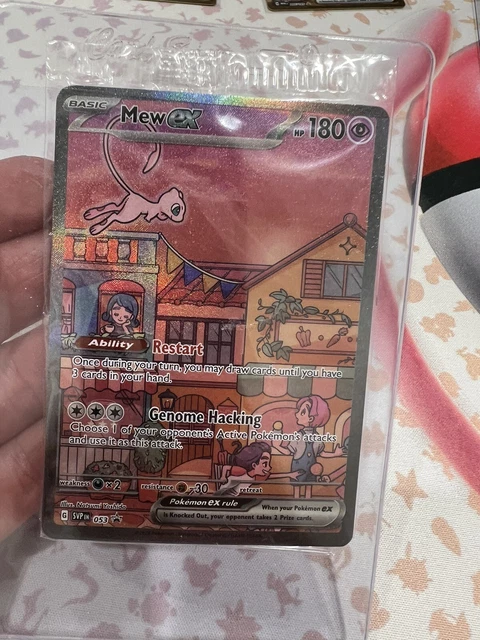 BASIC
Mew ex
HP 180
Ability Restart
Once during your turn, you may draw cards until you have
3 cards in your hand.
Genome Hacking
Choose 1 of your opponent's Active Pokémon's attacks
and use it as this attack.
weakness ×2 resistance -30 retreat
Pokémon ex rule When your Pokémon ex
is Knocked Out, your opponent takes 2 Prize cards.
Illus. Natsumi Yoshida
G SVP EN 053